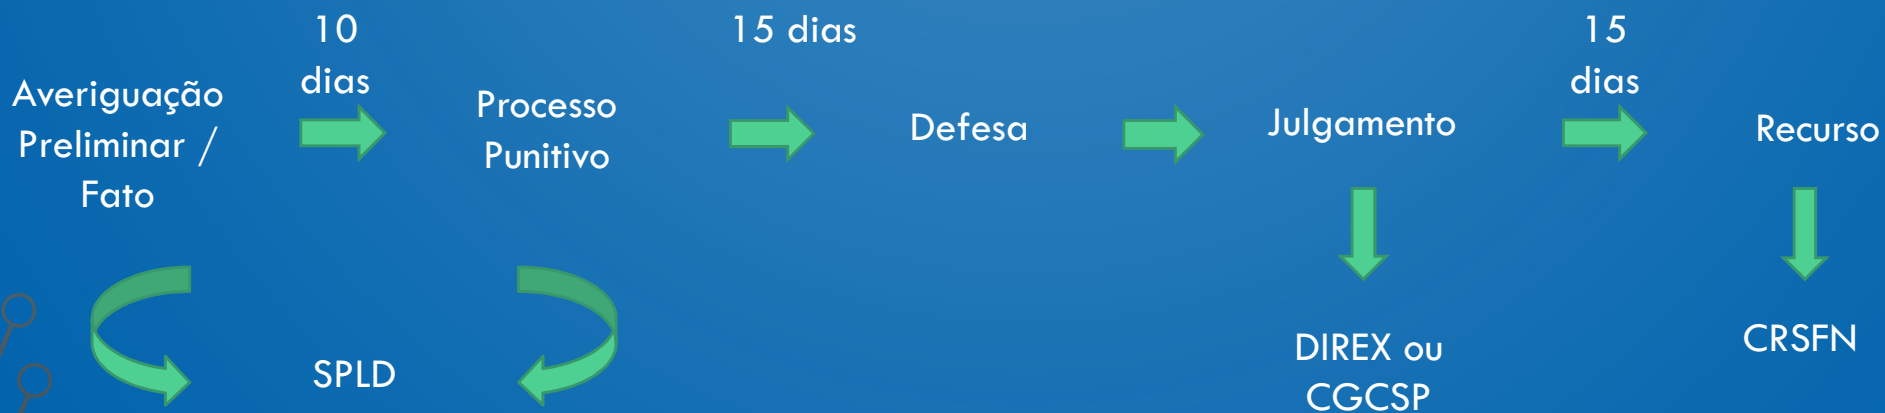 Averiguação
Preliminar /
Fato
10
dias
Processo
Punitivo
15 dias
Defesa
Julgamento
15
dias
Recurso
SPLD
DIREX ou
CGCSP
CRSFN